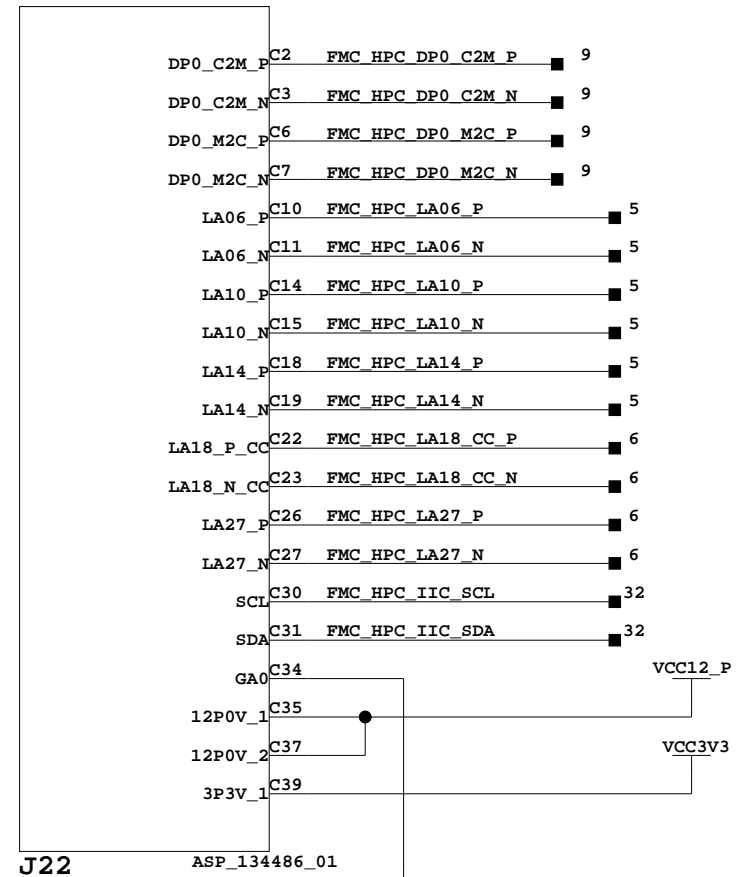 DP0_C2M_P C2 FMC_HPC_DP0_C2M_P 9
DP0_C2M_N C3 FMC_HPC_DP0_C2M_N 9
DP0_M2C_P C6 FMC_HPC_DP0_M2C_P 9
DP0_M2C_N C7 FMC_HPC_DP0_M2C_N 9
LA06_P C10 FMC_HPC_LA06_P 5
LA06_N C11 FMC_HPC_LA06_N 5
LA10_P C14 FMC_HPC_LA10_P 5
LA10_N C15 FMC_HPC_LA10_N 5
LA14_P C18 FMC_HPC_LA14_P 5
LA14_N C19 FMC_HPC_LA14_N 5
LA18_P_CC C22 FMC_HPC_LA18_CC_P 6
LA18_N_CC C23 FMC_HPC_LA18_CC_N 6
LA27_P C26 FMC_HPC_LA27_P 6
LA27_N C27 FMC_HPC_LA27_N 6
SCL C30 FMC_HPC_IIC_SCL 32
SDA C31 FMC_HPC_IIC_SDA 32
GA0 C34 VCC12_P
12P0V_1 C35
12P0V_2 C37 VCC3V3
3P3V_1 C39
J22 ASP_134486_01